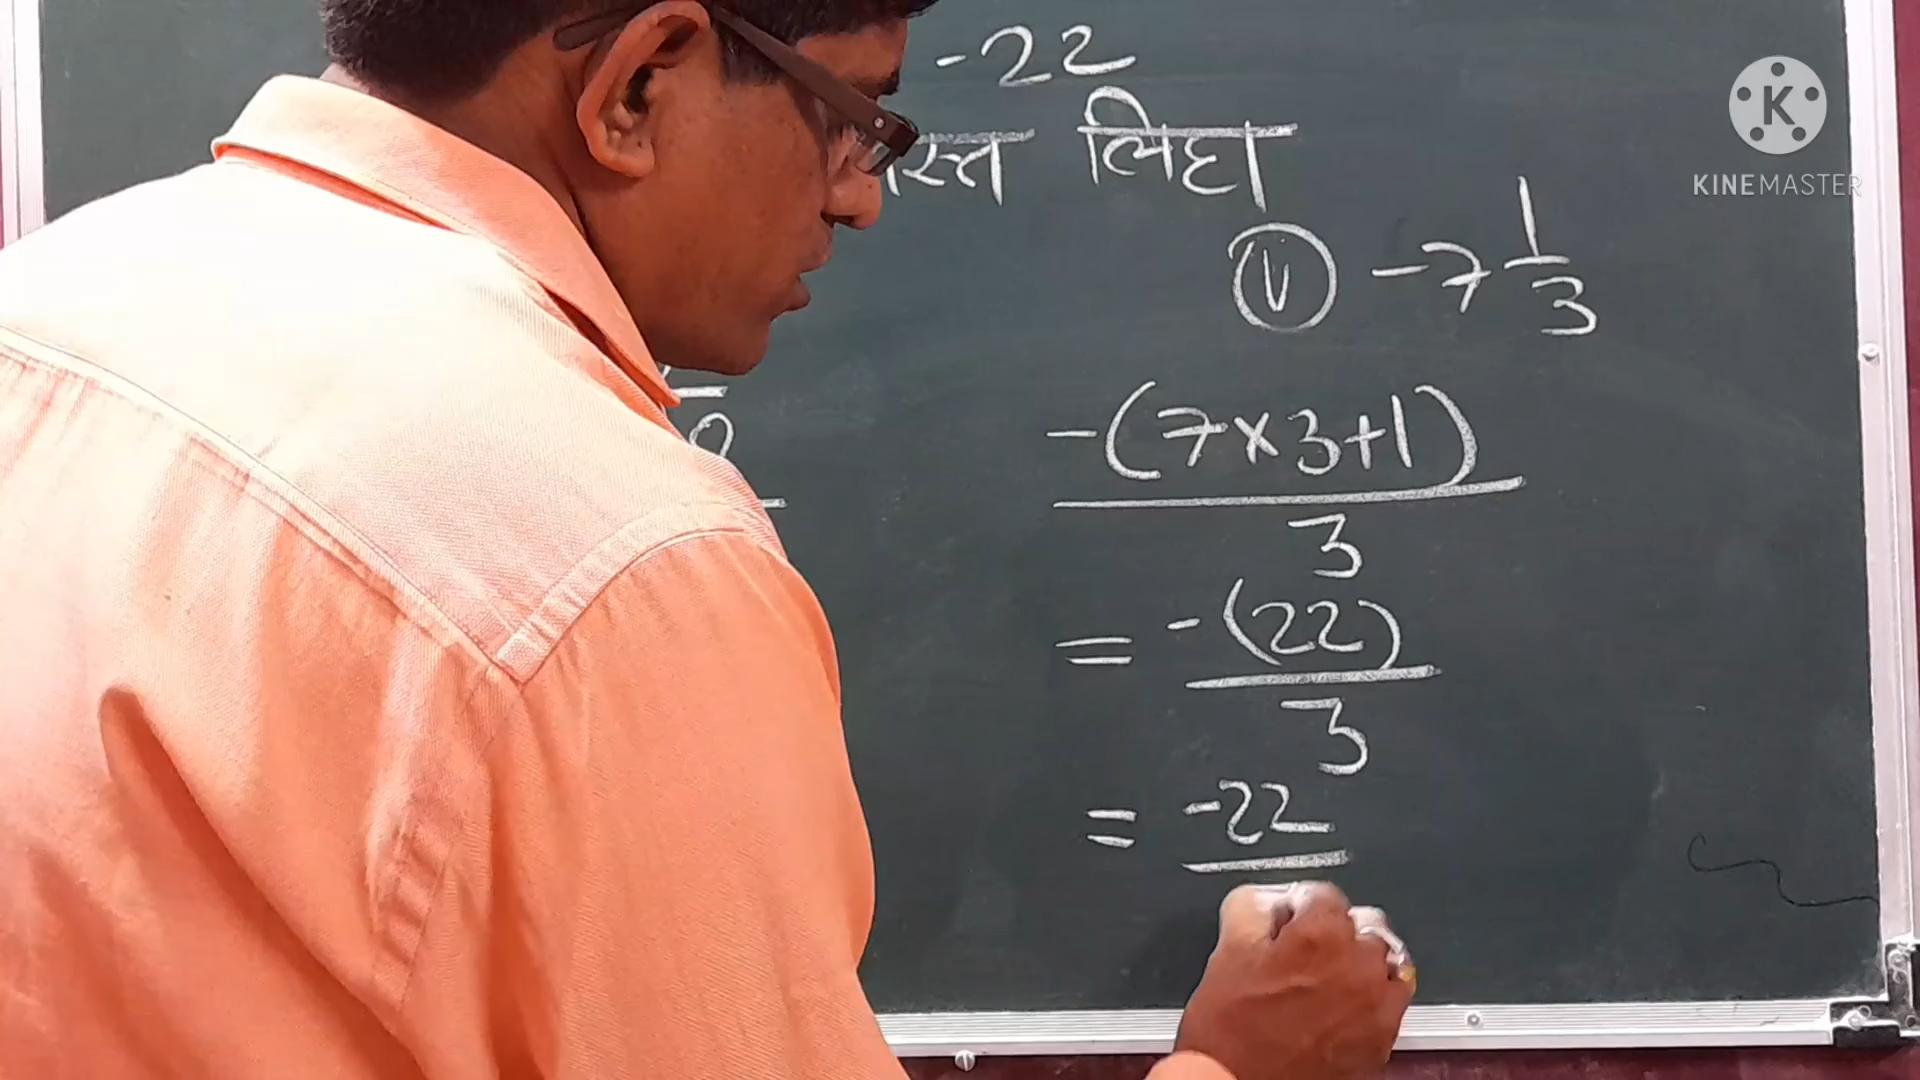 -22
लिहा
KINEMASTER
(v) -7 1/3
-(7×3+1)
3
= -(22)
3
= -22